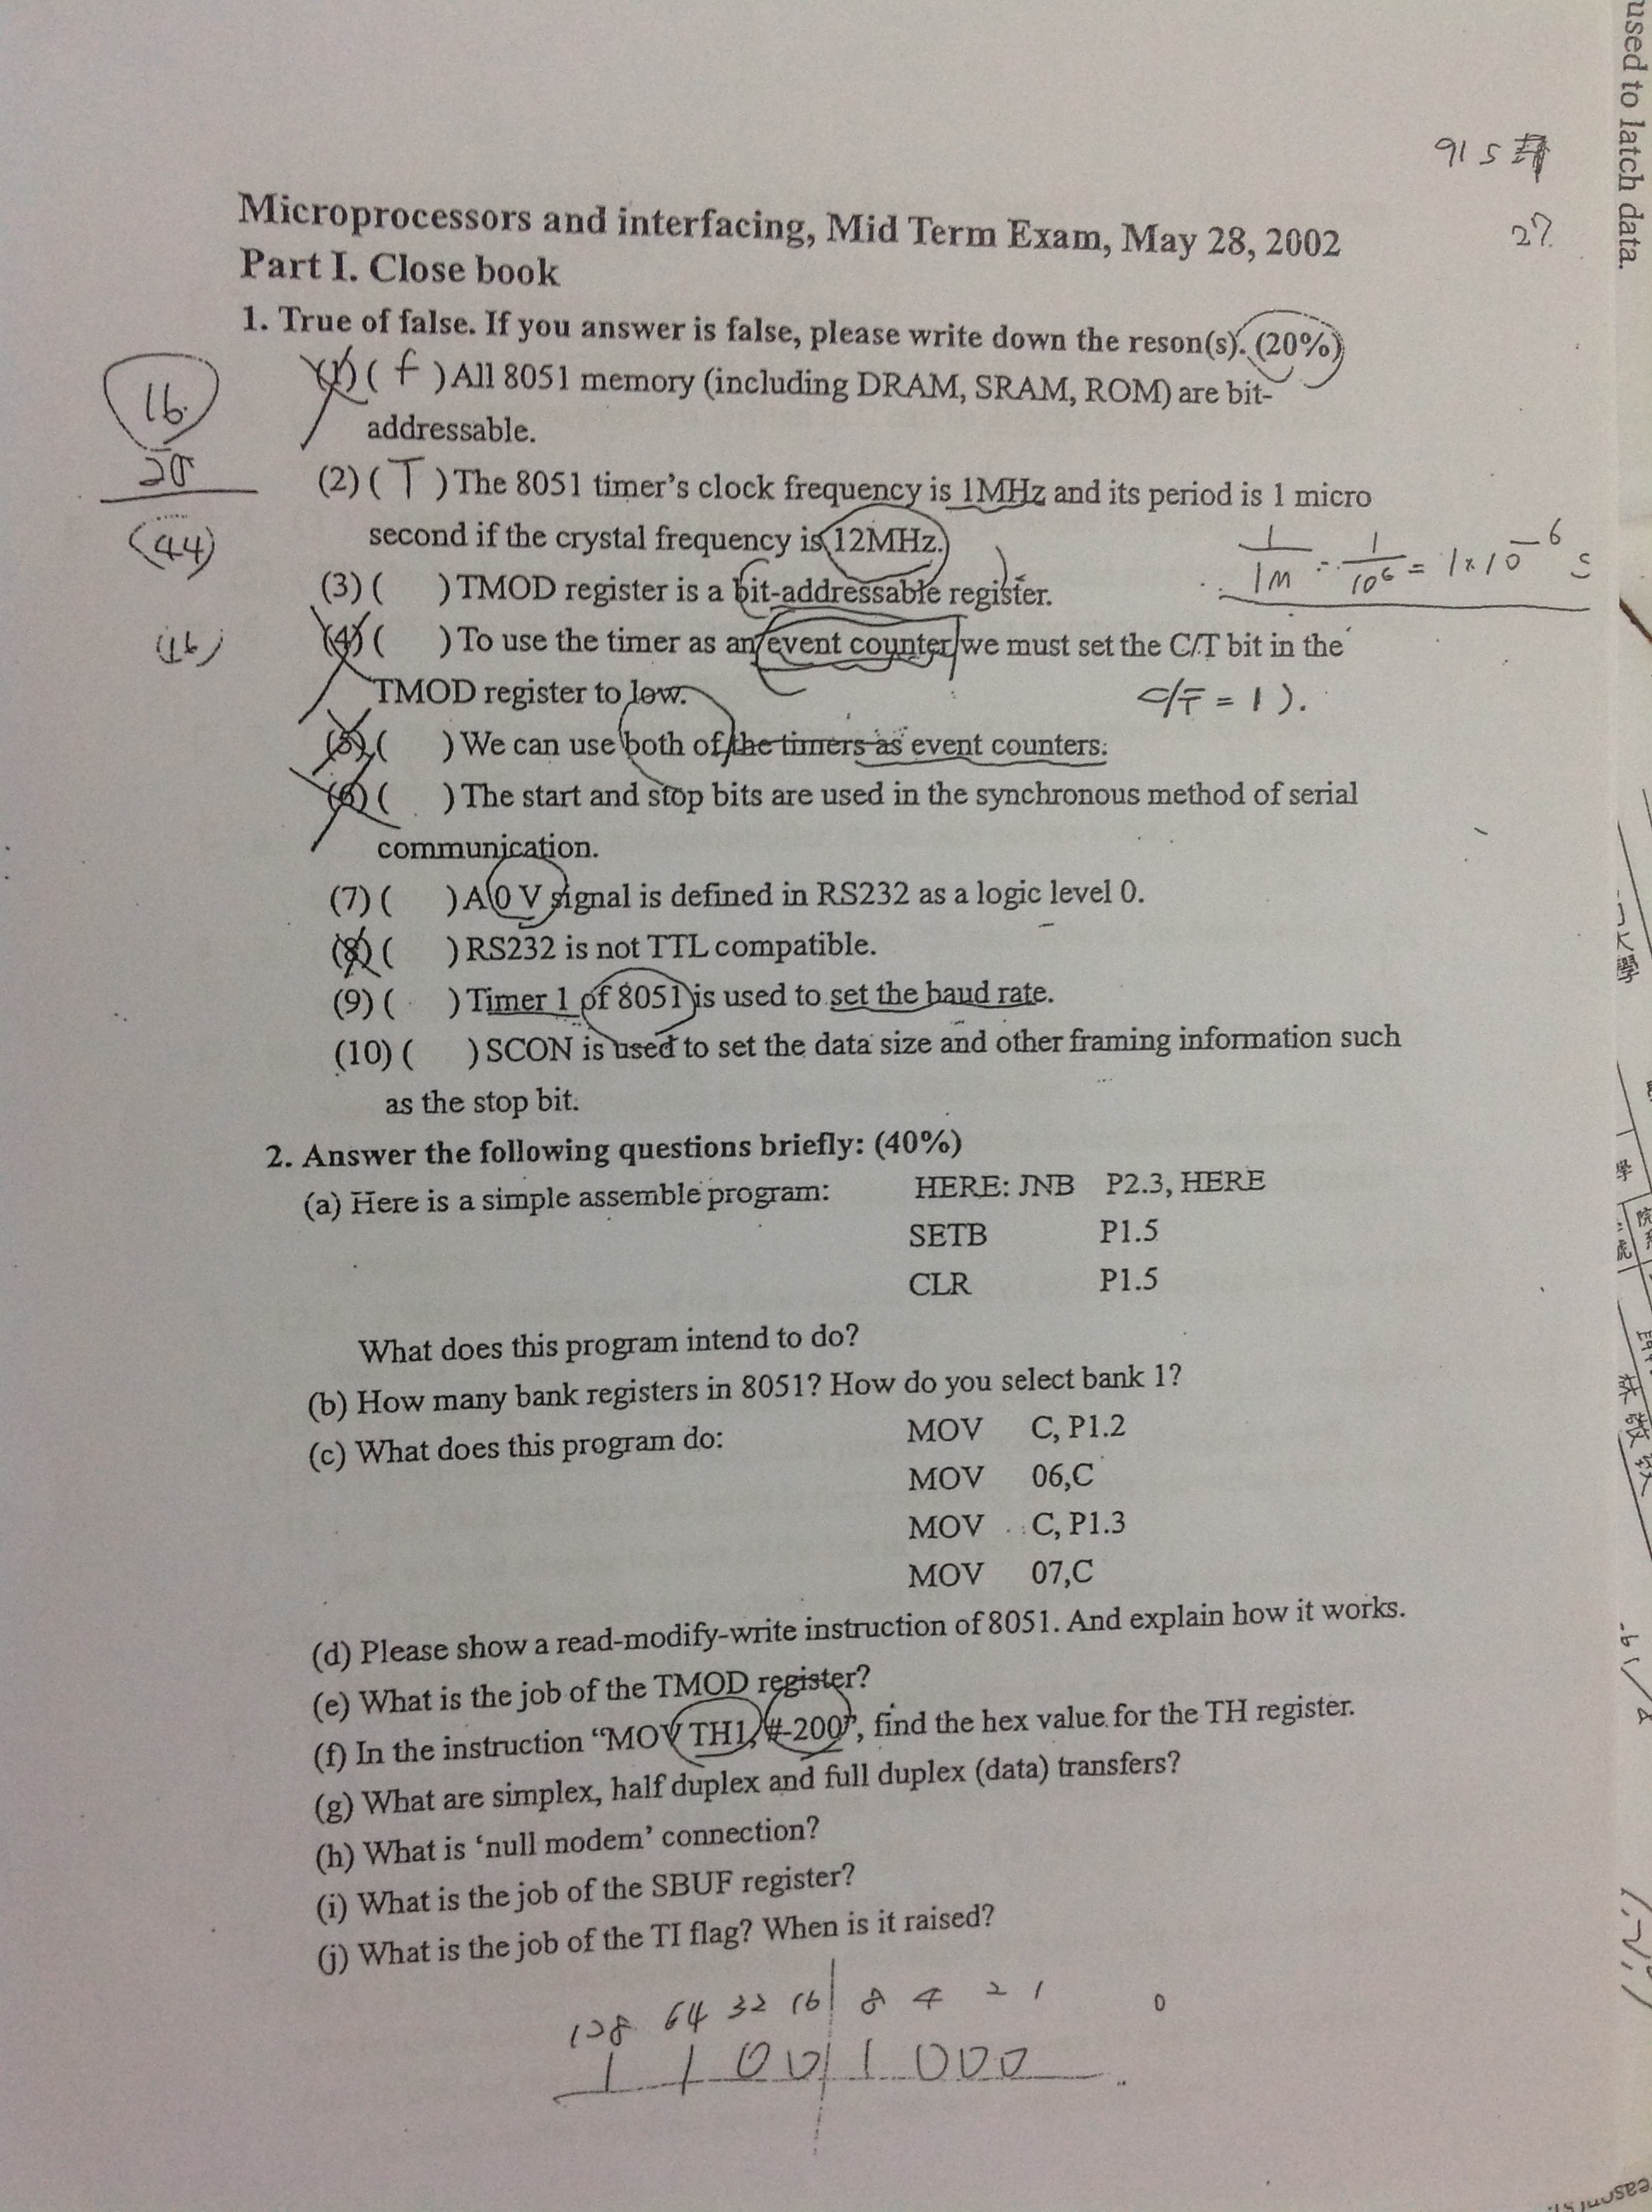 used to latch data.
91 5
27.
Microprocessors and interfacing, Mid Term Exam, May 28, 2002
Part I. Close book
1. True of false. If you answer is false, please write down the reson(s). (20%)
(1) ( f ) All 8051 memory (including DRAM, SRAM, ROM) are bit-
addressable.
16
20
(44)
(16)
(2) ( T ) The 8051 timer's clock frequency is 1MHz and its period is 1 micro
second if the crystal frequency is 12MHz.
1/1M = 1/10^6 = 1×10^-6 s
(3) ( ) TMOD register is a bit-addressable register.
(4) ( ) To use the timer as an event counter we must set the C/T bit in the
TMOD register to low.
C/T = 1).
(5) ( ) We can use both of the timers as event counters.
(6) ( ) The start and stop bits are used in the synchronous method of serial
communication.
(7) ( ) A 0 V signal is defined in RS232 as a logic level 0.
(8) ( ) RS232 is not TTL compatible.
(9) ( ) Timer 1 of 8051 is used to set the baud rate.
(10) ( ) SCON is used to set the data size and other framing information such
as the stop bit.
2. Answer the following questions briefly: (40%)
(a) Here is a simple assemble program: HERE: JNB P2.3, HERE
SETB P1.5
CLR P1.5
What does this program intend to do?
(b) How many bank registers in 8051? How do you select bank 1?
(c) What does this program do: MOV C, P1.2
MOV 06,C
MOV C, P1.3
MOV 07,C
(d) Please show a read-modify-write instruction of 8051. And explain how it works.
(e) What is the job of the TMOD register?
(f) In the instruction “MOV TH1, #-200”, find the hex value for the TH register.
(g) What are simplex, half duplex and full duplex (data) transfers?
(h) What is ‘null modem’ connection?
(i) What is the job of the SBUF register?
(j) What is the job of the TI flag? When is it raised?
128 64 32 16 8 4 2 1 0
1 1 0 0 1 0 0 0